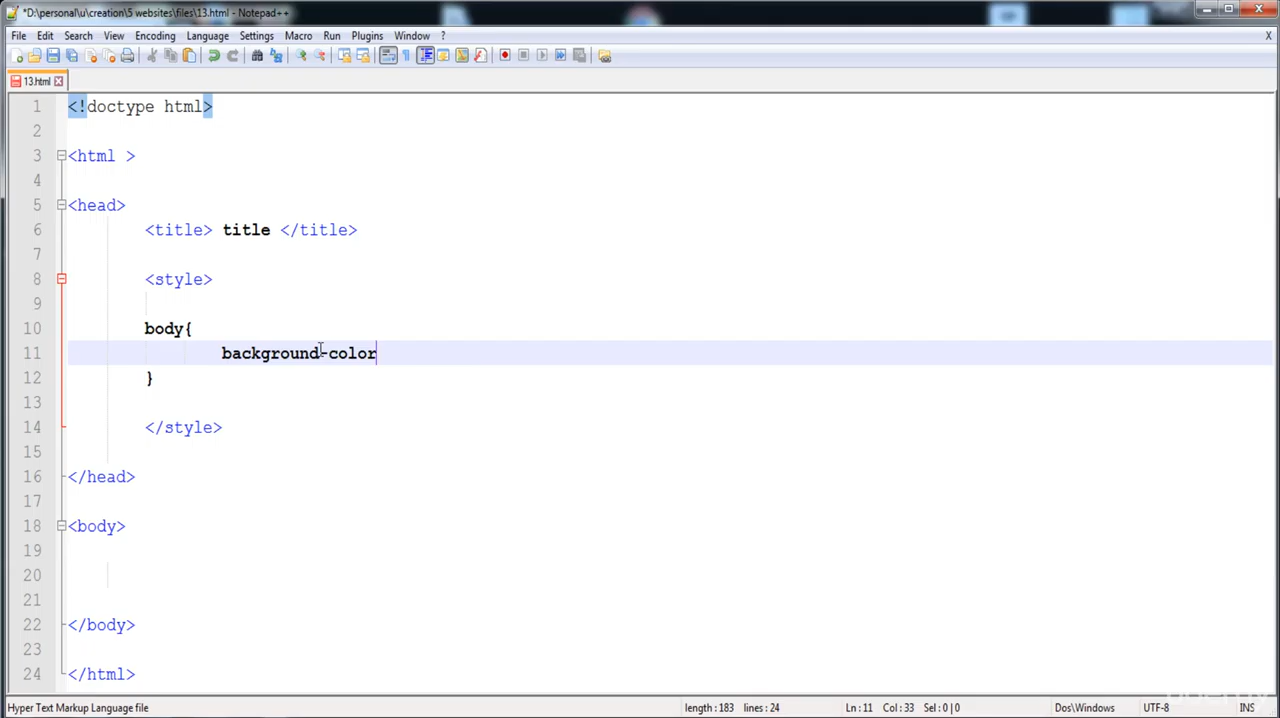 *D:\personal\u\creation\5 websites\files\13.html - Notepad++
File Edit Search View Encoding Language Settings Macro Run Plugins Window ? X
13.html
1 <!doctype html>
2
3 <html >
4
5 <head>
6 <title> title </title>
7
8 <style>
9
10 body{
11 background-color
12 }
13
14 </style>
15
16 </head>
17
18 <body>
19
20
21
22 </body>
23
24 </html>
Hyper Text Markup Language file length : 183 lines : 24 Ln : 11 Col : 33 Sel : 0 | 0 Dos\Windows UTF-8 INS